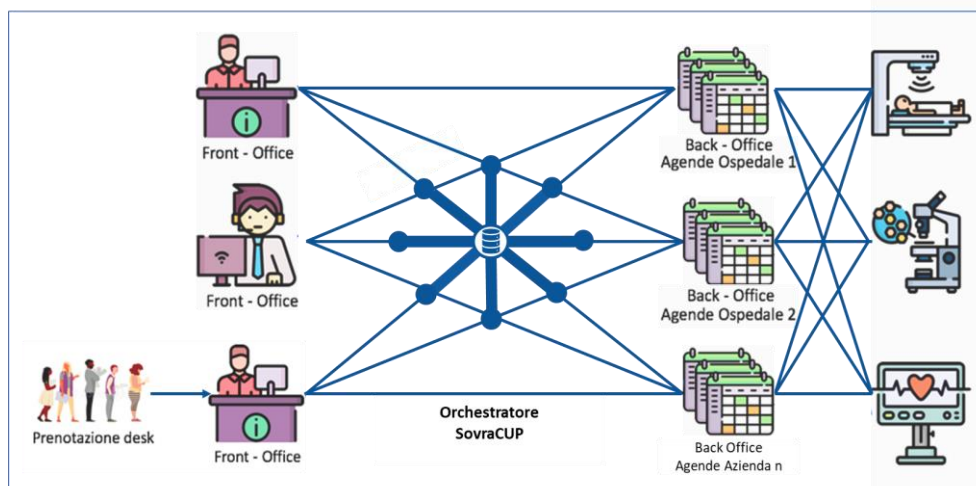 Front - Office
Back - Office
Agende Ospedale 1
Front - Office
Back - Office
Agende Ospedale 2
Prenotazione desk
Front - Office
Orchestratore
SovraCUP
Back Office
Agende Azienda n